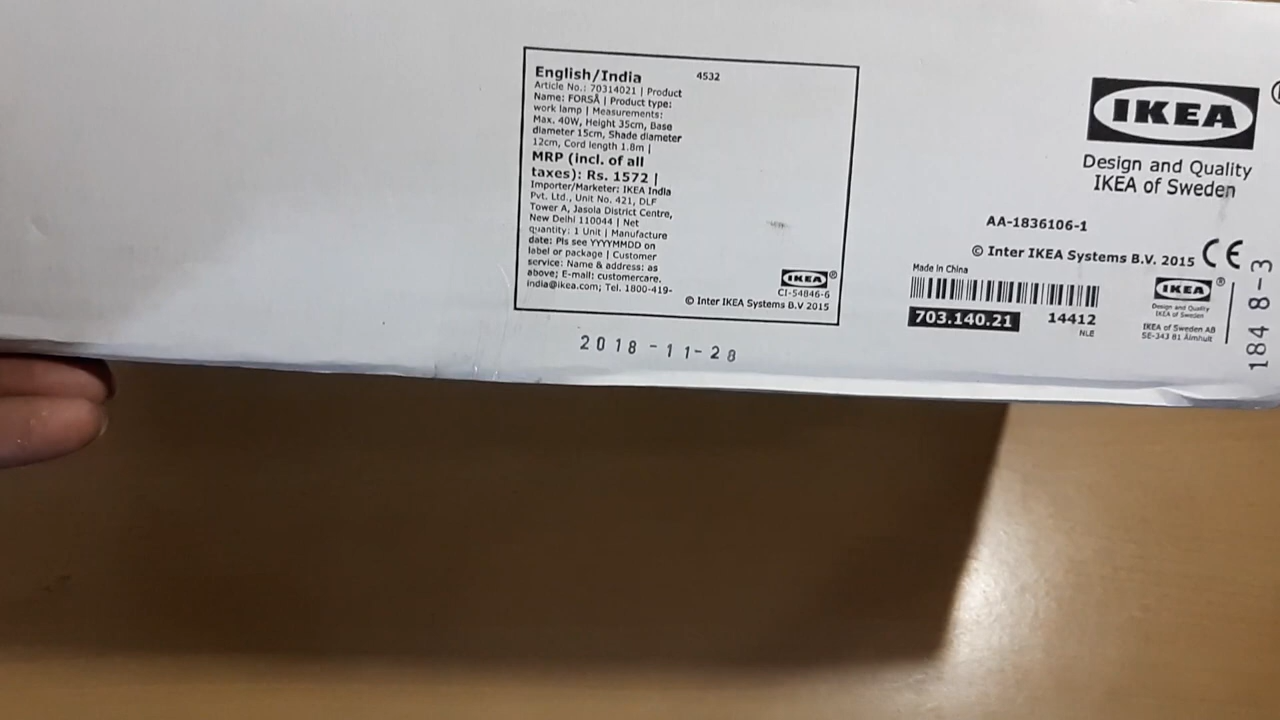 English/India 4532
Article No.: 70314021 | Product
Name: FORSÅ | Product type:
work lamp | Measurements:
Max. 40W, Height 35cm, Base
diameter 15cm, Shade diameter
12cm, Cord length 1.8m |
MRP (incl. of all
taxes): Rs. 1572 |
Importer/Marketer: IKEA India
Pvt. Ltd., Unit No. 421, DLF
Tower A, Jasola District Centre,
New Delhi 110044 | Net
quantity: 1 Unit | Manufacture
date: Pls see YYYYMMDD on
label or package | Customer
service: Name & address: as
above; E-mail: customercare.
india@ikea.com; Tel. 1800-419-
IKEA®
CI-54846-6
© Inter IKEA Systems B.V 2015
2018-11-28
IKEA
Design and Quality
IKEA of Sweden
AA-1836106-1
© Inter IKEA Systems B.V. 2015 CE
Made in China
703.140.21 14412
NLE
IKEA®
Design and Quality
IKEA of Sweden
IKEA of Sweden AB
SE-343 81 Älmhult
184 8-3